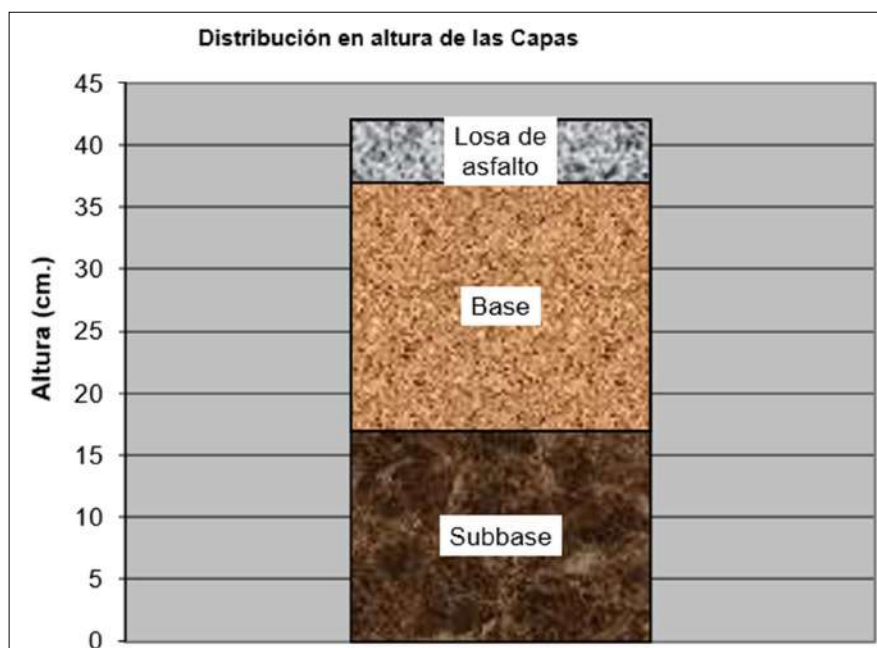 Distribución en altura de las Capas
45
40
35
30
25
20
15
10
5
0
Altura (cm.)
Losa de
asfalto
Base
Subbase